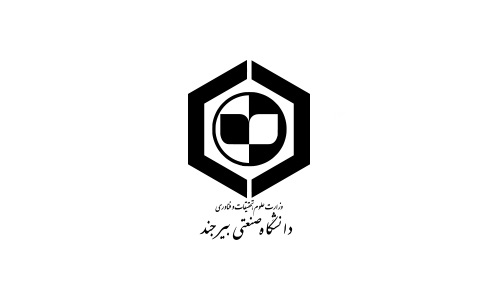 وزارت علوم تحقیقات و فناوری
دانشگاه صنعتی بیرجند